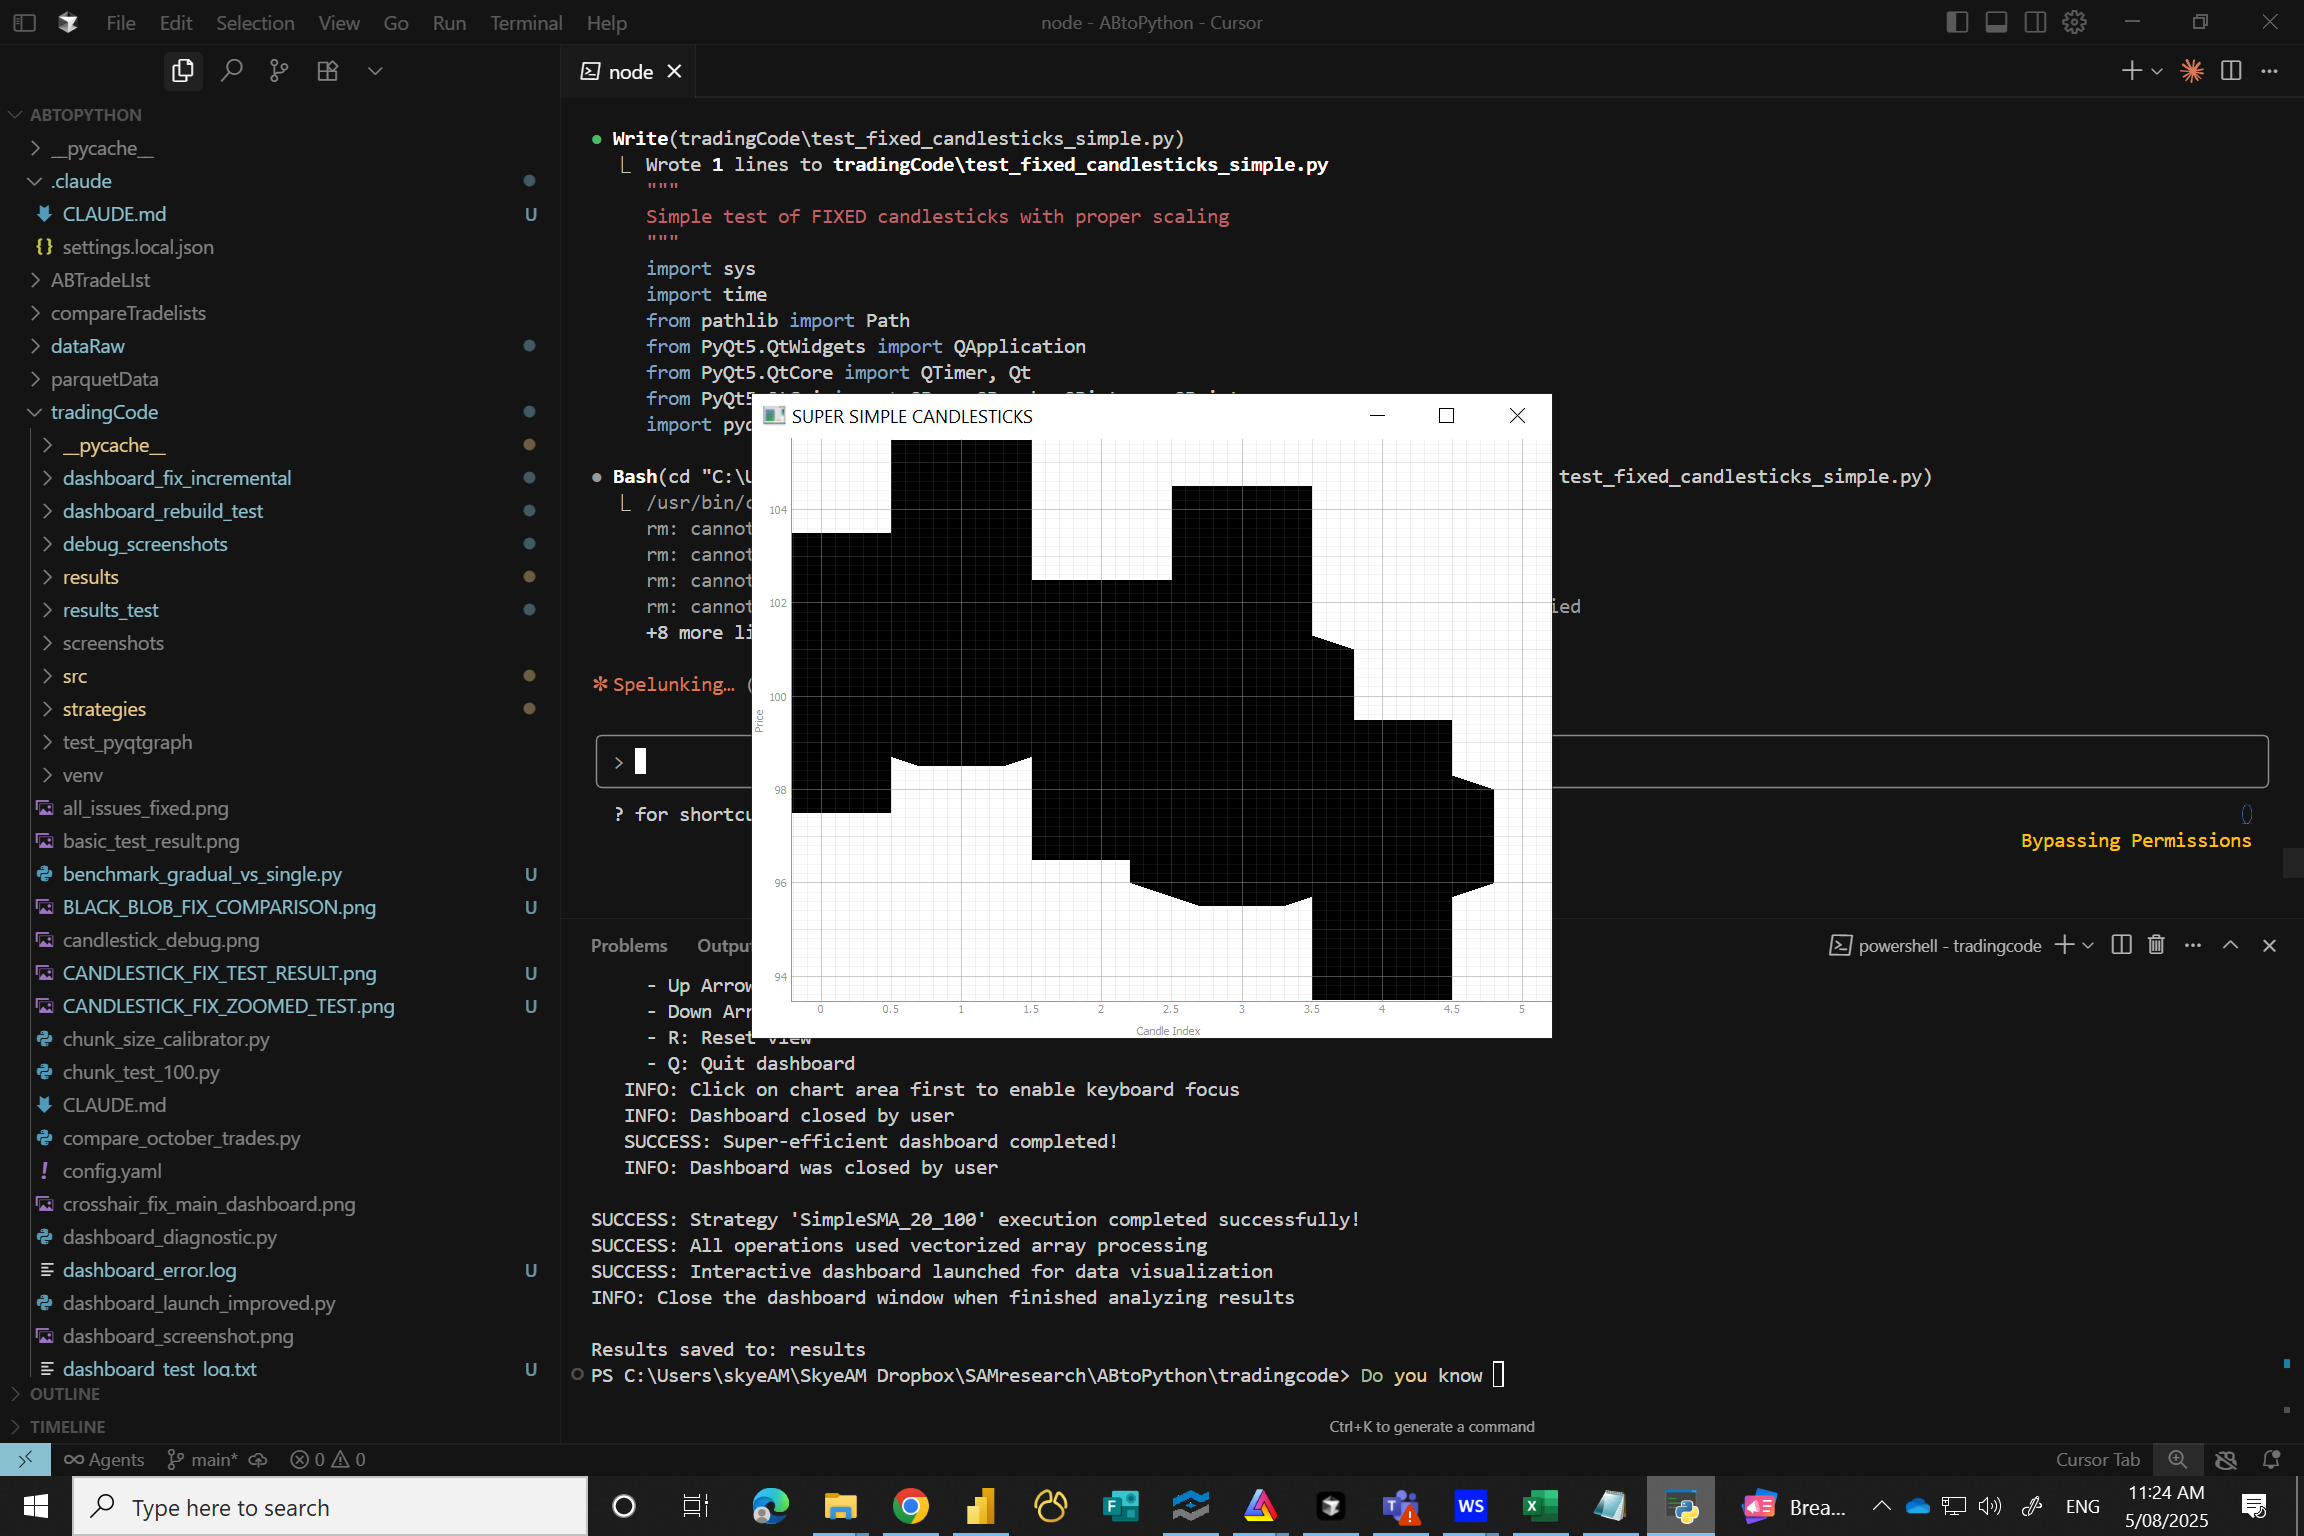 File Edit Selection View Go Run Terminal Help
node - ABtoPython - Cursor
node
ABTOPYTHON
__pycache__
.claude
CLAUDE.md U
settings.local.json
ABTradeLIst
compareTradelists
dataRaw
parquetData
tradingCode
__pycache__
dashboard_fix_incremental
dashboard_rebuild_test
debug_screenshots
results
results_test
screenshots
src
strategies
test_pyqtgraph
venv
all_issues_fixed.png
basic_test_result.png
benchmark_gradual_vs_single.py U
BLACK_BLOB_FIX_COMPARISON.png U
candlestick_debug.png
CANDLESTICK_FIX_TEST_RESULT.png U
CANDLESTICK_FIX_ZOOMED_TEST.png U
chunk_size_calibrator.py
chunk_test_100.py
CLAUDE.md
compare_october_trades.py
config.yaml
crosshair_fix_main_dashboard.png
dashboard_diagnostic.py
dashboard_error.log U
dashboard_launch_improved.py
dashboard_screenshot.png
dashboard_test_log.txt U
OUTLINE
TIMELINE
Write(tradingCode\test_fixed_candlesticks_simple.py)
Wrote 1 lines to tradingCode\test_fixed_candlesticks_simple.py
"""
Simple test of FIXED candlesticks with proper scaling
"""
import sys
import time
from pathlib import Path
from PyQt5.QtWidgets import QApplication
from PyQt5.QtCore import QTimer, Qt
from PyQt5
import pyq
Bash(cd "C:\U test_fixed_candlesticks_simple.py)
/usr/bin/
rm: cannot
rm: cannot
rm: cannot
rm: cannot ied
+8 more li
Spelunking… (
>
? for shortcu
Bypassing Permissions
SUPER SIMPLE CANDLESTICKS
104
102
100
98
96
94
Price
0 0.5 1 1.5 2 2.5 3 3.5 4 4.5 5
Candle Index
Problems Outpu
powershell - tradingcode
- Up Arrow
- Down Arr
- R: Reset view
- Q: Quit dashboard
INFO: Click on chart area first to enable keyboard focus
INFO: Dashboard closed by user
SUCCESS: Super-efficient dashboard completed!
INFO: Dashboard was closed by user
SUCCESS: Strategy 'SimpleSMA_20_100' execution completed successfully!
SUCCESS: All operations used vectorized array processing
SUCCESS: Interactive dashboard launched for data visualization
INFO: Close the dashboard window when finished analyzing results
Results saved to: results
PS C:\Users\skyeAM\SkyeAM Dropbox\SAMresearch\ABtoPython\tradingcode> Do you know
Ctrl+K to generate a command
Agents main* 0 0
Cursor Tab
Type here to search
WS
Brea...
ENG
11:24 AM
5/08/2025